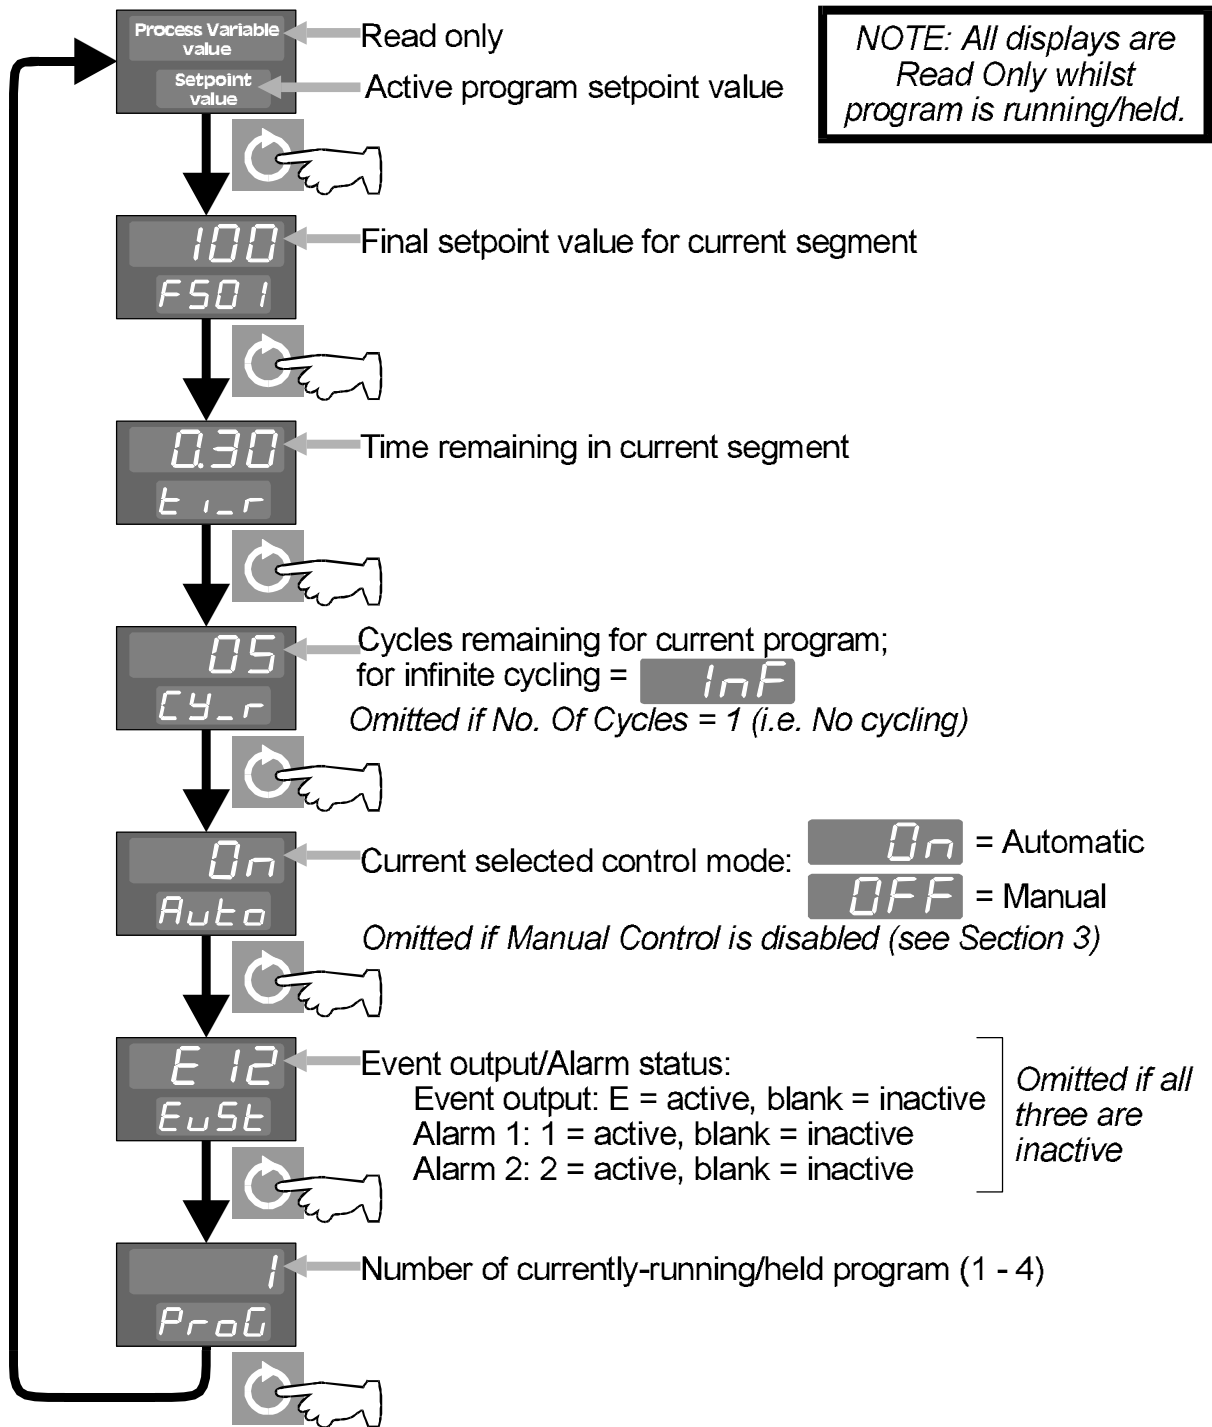 Process Variable
value
Read only
Setpoint
value
Active program setpoint value
NOTE: All displays are
Read Only whilst
program is running/held.
100
FS01
Final setpoint value for current segment
0.30
ti_r
Time remaining in current segment
05
CY_r
Cycles remaining for current program;
for infinite cycling = InF
Omitted if No. Of Cycles = 1 (i.e. No cycling)
On
Auto
Current selected control mode:
On = Automatic
OFF = Manual
Omitted if Manual Control is disabled (see Section 3)
E 12
EuSt
Event output/Alarm status:
Event output: E = active, blank = inactive
Alarm 1: 1 = active, blank = inactive
Alarm 2: 2 = active, blank = inactive
Omitted if all
three are
inactive
1
ProG
Number of currently-running/held program (1 - 4)